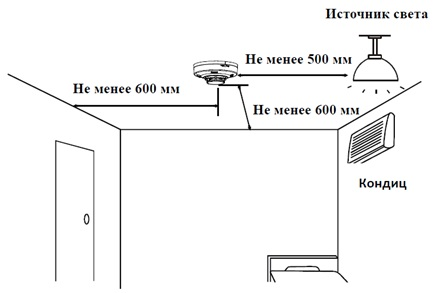 Источник света
Не менее 500 мм
Не менее 600 мм
Не менее 600 мм
Кондиц